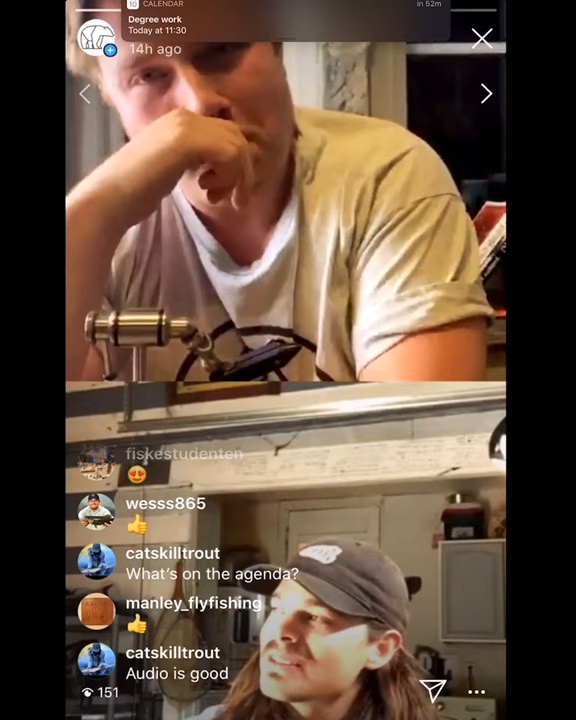 10 CALENDAR
in 52m
Degree work
Today at 11:30
14h ago
fiskestudenten
😍
wesss865
👍
catskilltrout
What's on the agenda?
manley_flyfishing
👍
catskilltrout
Audio is good
151